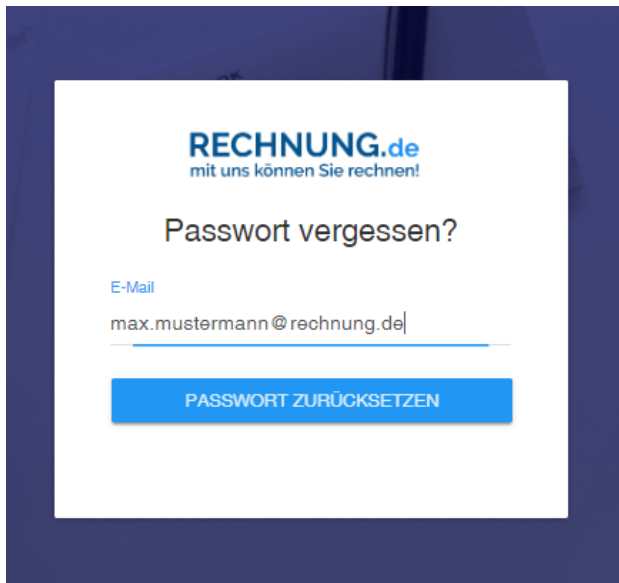 RECHNUNG.de
mit uns können Sie rechnen!
Passwort vergessen?
E-Mail
max.mustermann@rechnung.de
PASSWORT ZURÜCKSETZEN